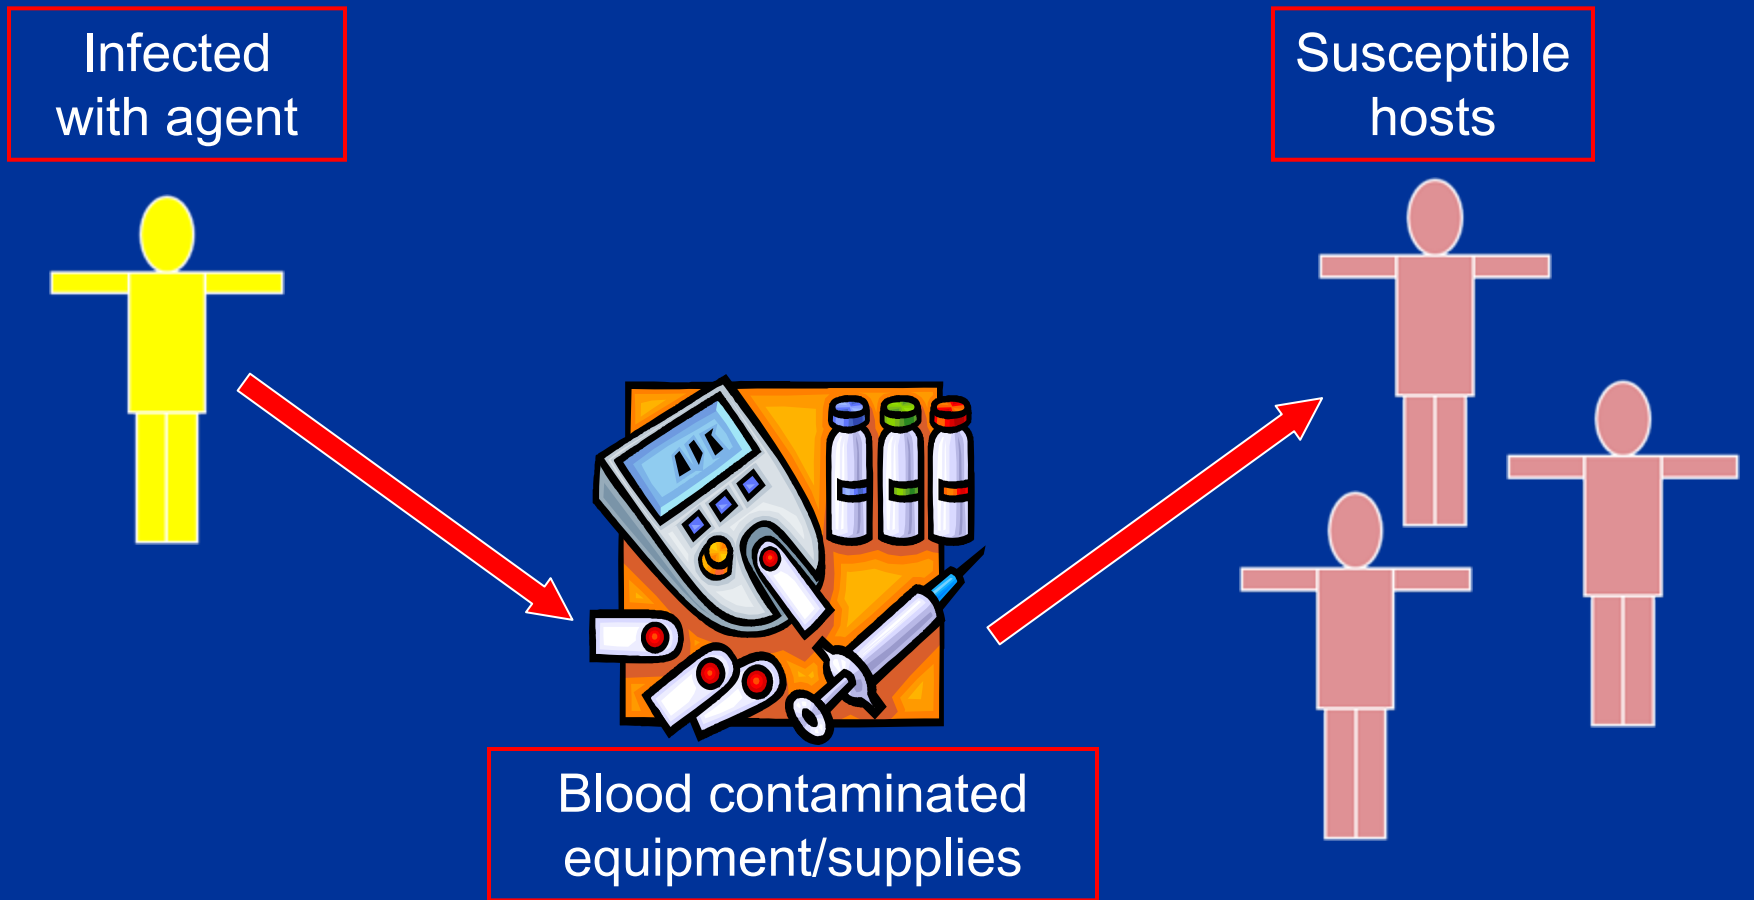 Infected
with agent
Susceptible
hosts
Blood contaminated
equipment/supplies